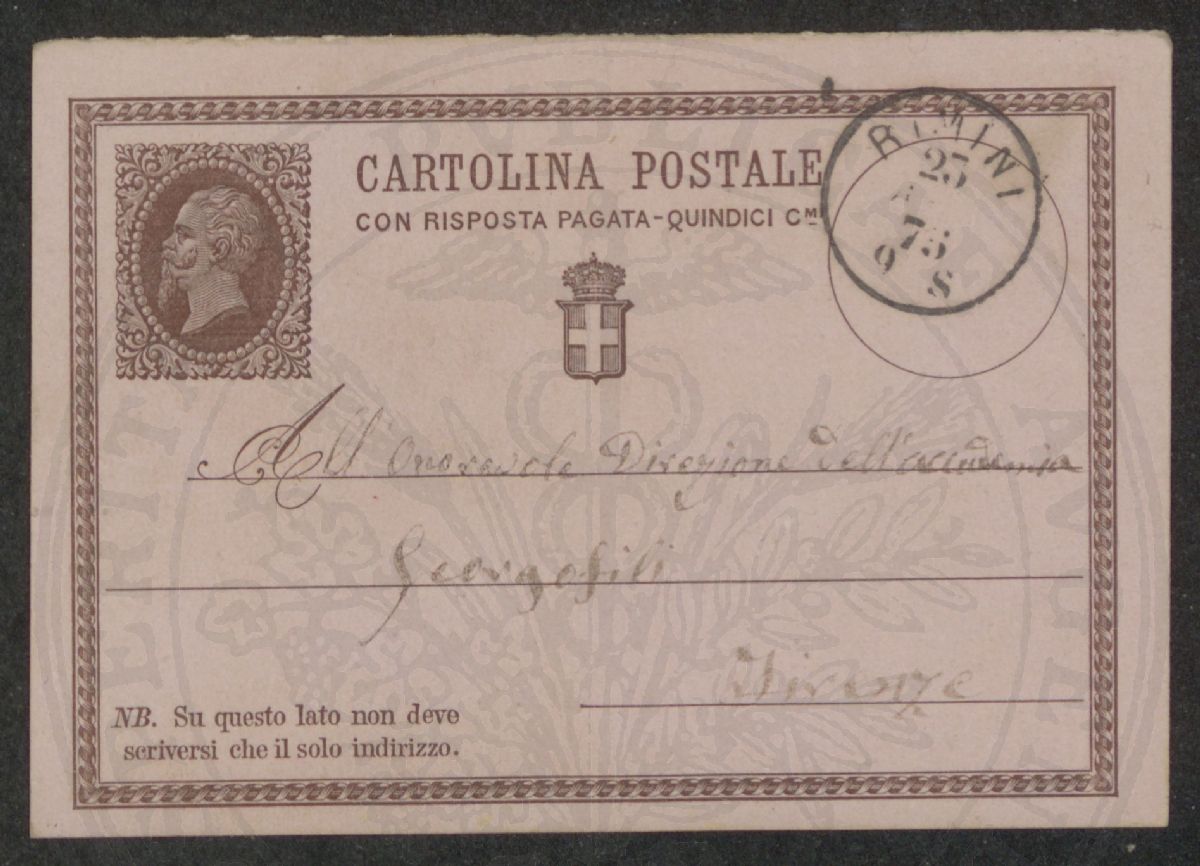 CARTOLINA POSTALE
CON RISPOSTA PAGATA-QUINDICI CMI
RIMINI
25
75
9 S
All' Onorevole Direzione dell'accademia
Georgofili
Firenze
NB. Su questo lato non deve
scriversi che il solo indirizzo.